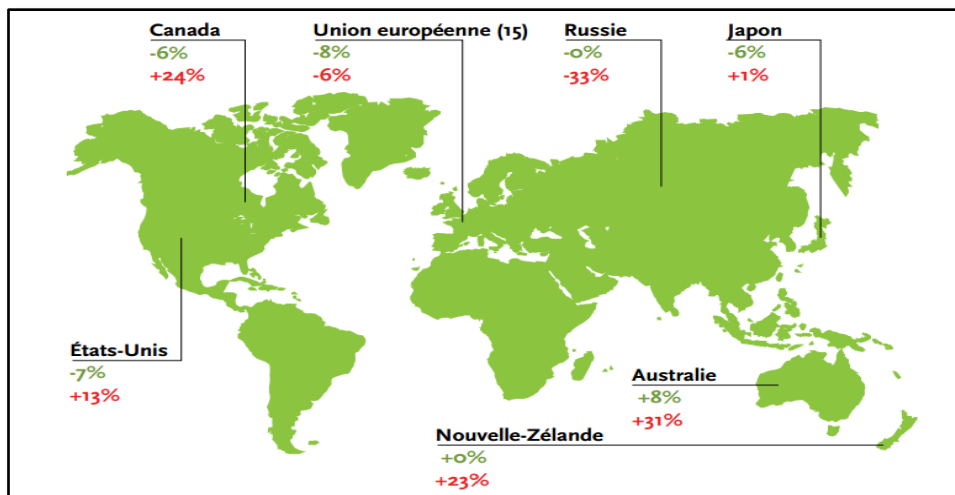 Canada
-6%
+24%
Union européenne (15)
-8%
-6%
Russie
-0%
-33%
Japon
-6%
+1%
États-Unis
-7%
+13%
Australie
+8%
+31%
Nouvelle-Zélande
+0%
+23%